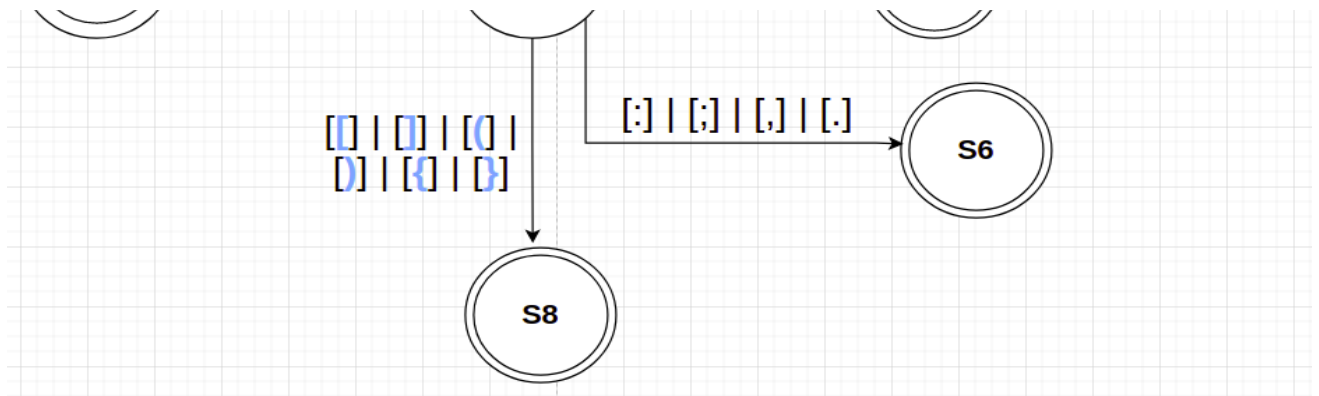 [:] | [;] | [,] | [.]
[[] | []] | [(] |
[)] | [{] | [}]
S6
S8